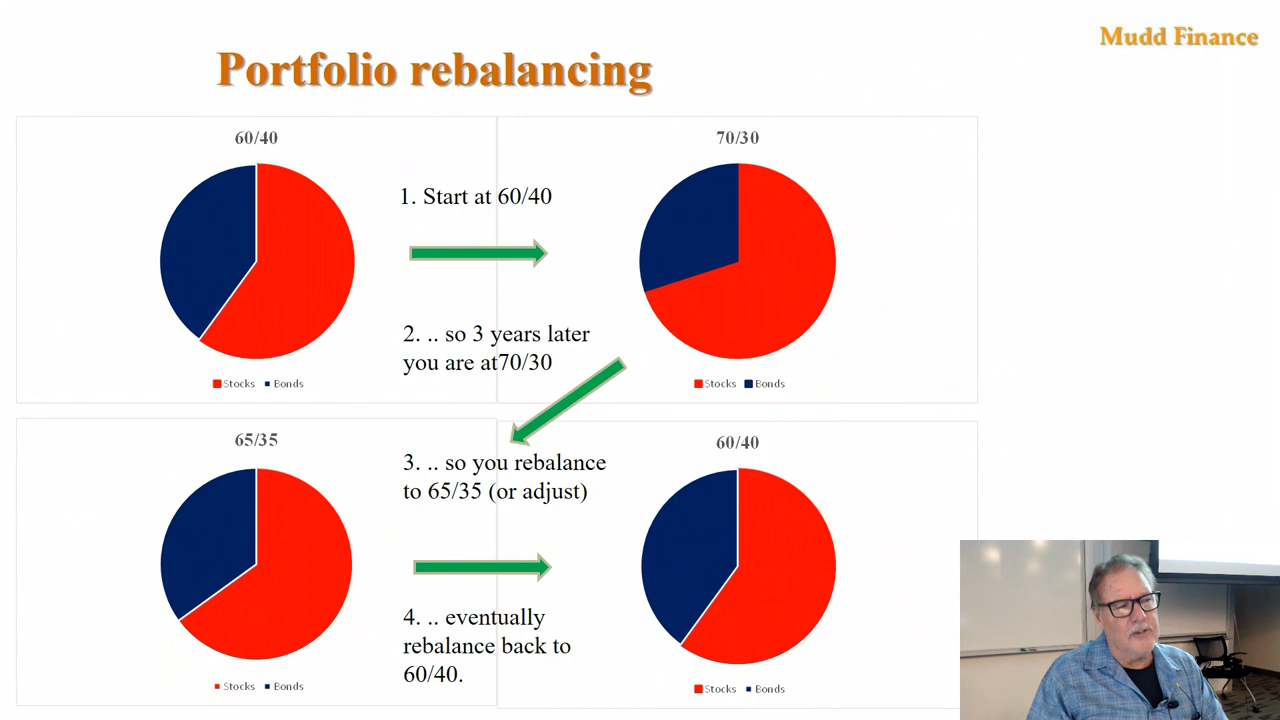 Mudd Finance
Portfolio rebalancing
60/40
1. Start at 60/40
2. .. so 3 years later
you are at70/30
Stocks Bonds
70/30
Stocks Bonds
65/35
3. .. so you rebalance
to 65/35 (or adjust)
4. .. eventually
rebalance back to
60/40.
Stocks Bonds
60/40
Stocks Bonds